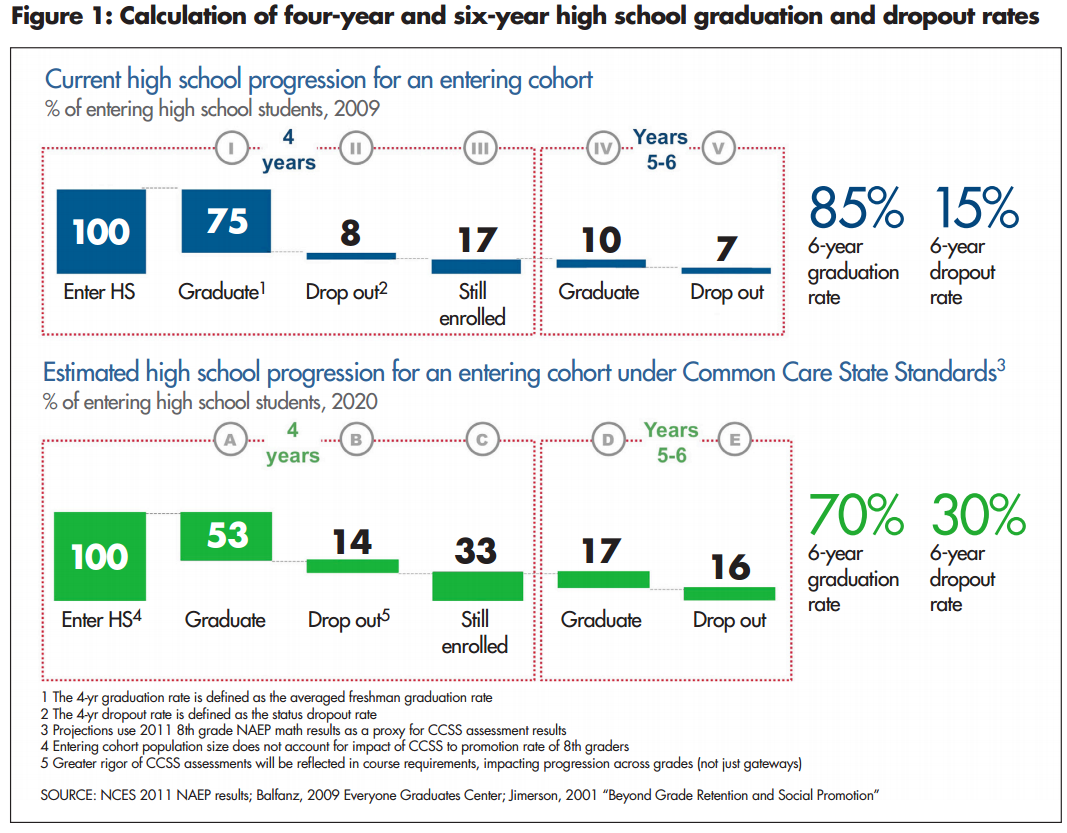 Figure 1: Calculation of four-year and six-year high school graduation and dropout rates
Current high school progression for an entering cohort
% of entering high school students, 2009
I 4 years II III IV Years 5-6 V
100 75 8 17 10 7
Enter HS Graduate1 Drop out2 Still enrolled Graduate Drop out
85% 15%
6-year graduation rate 6-year dropout rate
Estimated high school progression for an entering cohort under Common Care State Standards3
% of entering high school students, 2020
A 4 years B C D Years 5-6 E
100 53 14 33 17 16
Enter HS4 Graduate Drop out5 Still enrolled Graduate Drop out
70% 30%
6-year graduation rate 6-year dropout rate
1 The 4-yr graduation rate is defined as the averaged freshman graduation rate
2 The 4-yr dropout rate is defined as the status dropout rate
3 Projections use 2011 8th grade NAEP math results as a proxy for CCSS assessment results
4 Entering cohort population size does not account for impact of CCSS to promotion rate of 8th graders
5 Greater rigor of CCSS assessments will be reflected in course requirements, impacting progression across grades (not just gateways)
SOURCE: NCES 2011 NAEP results; Balfanz, 2009 Everyone Graduates Center; Jimerson, 2001 “Beyond Grade Retention and Social Promotion”